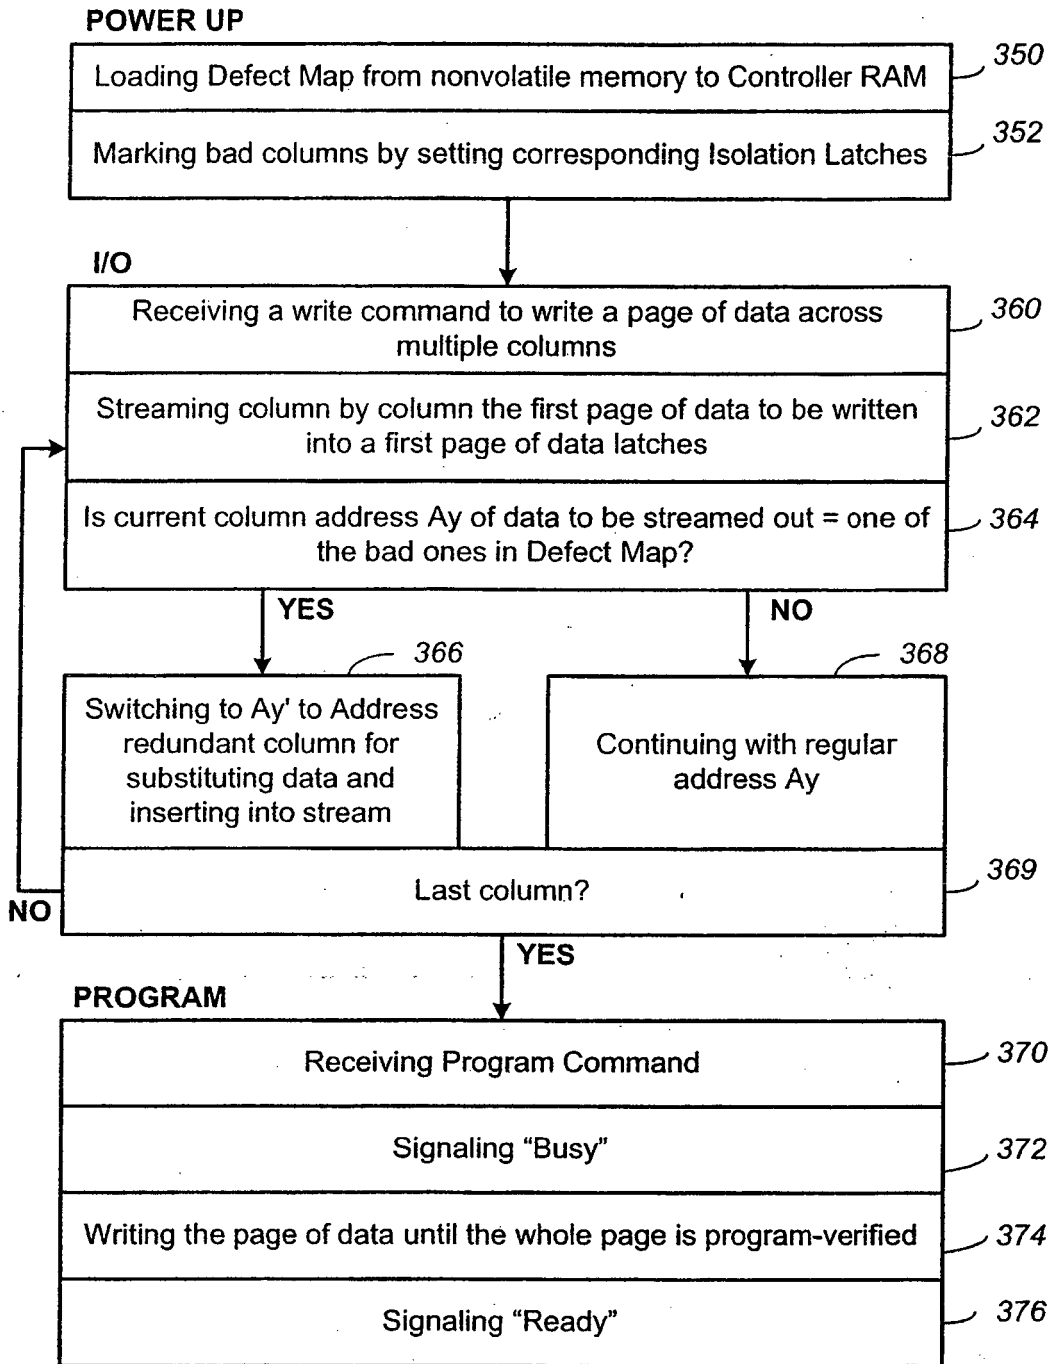 POWER UP
Loading Defect Map from nonvolatile memory to Controller RAM
350
Marking bad columns by setting corresponding Isolation Latches
352
I/O
Receiving a write command to write a page of data across
multiple columns
360
Streaming column by column the first page of data to be written
into a first page of data latches
362
Is current column address Ay of data to be streamed out = one of
the bad ones in Defect Map?
364
YES
NO
366
368
Switching to Ay' to Address
redundant column for
substituting data and
inserting into stream
Continuing with regular
address Ay
Last column?
369
NO
YES
PROGRAM
Receiving Program Command
370
Signaling “Busy”
372
Writing the page of data until the whole page is program-verified
374
Signaling “Ready”
376